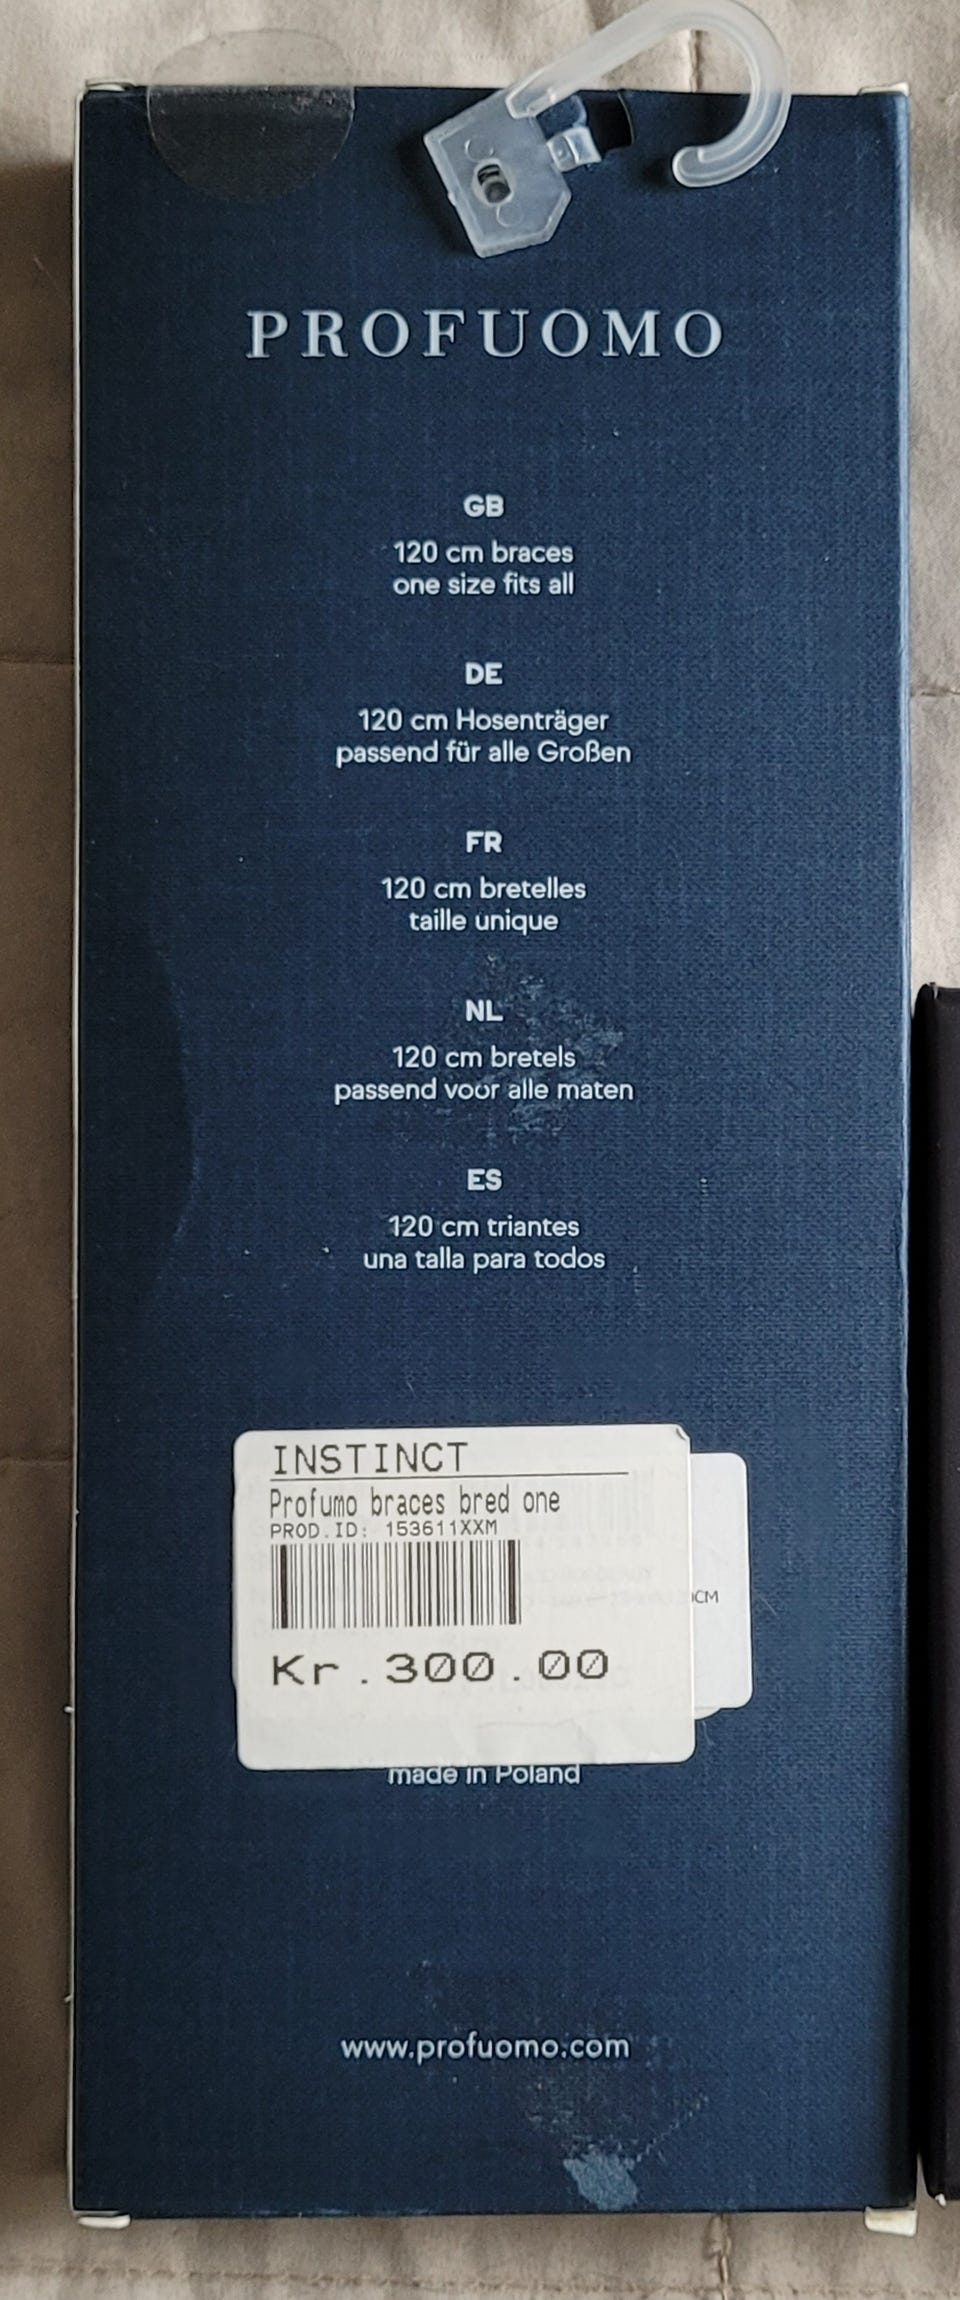 PROFUOMO
GB
120 cm braces
one size fits all
DE
120 cm Hosenträger
passend für alle Großen
FR
120 cm bretelles
taille unique
NL
120 cm bretels
passend voor alle maten
ES
120 cm triantes
una talla para todos
INSTINCT
Profumo braces bred one
PROD.ID: 153611XXM
CM
Kr.300.00
made in Poland
www.profuomo.com